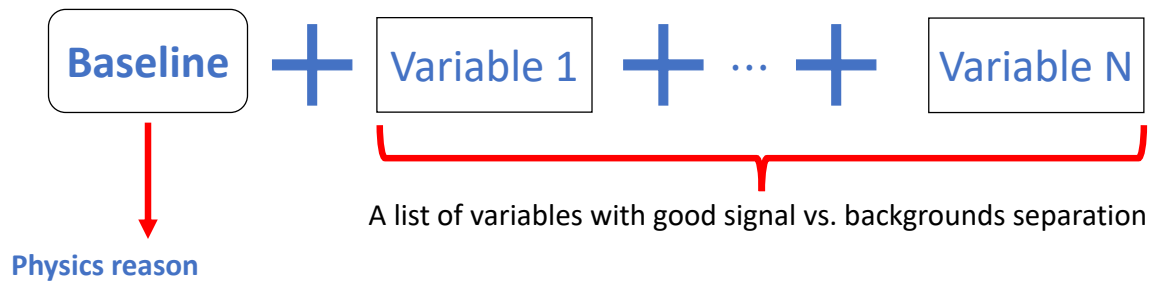 Baseline + Variable 1 + ... + Variable N
A list of variables with good signal vs. backgrounds separation
Physics reason